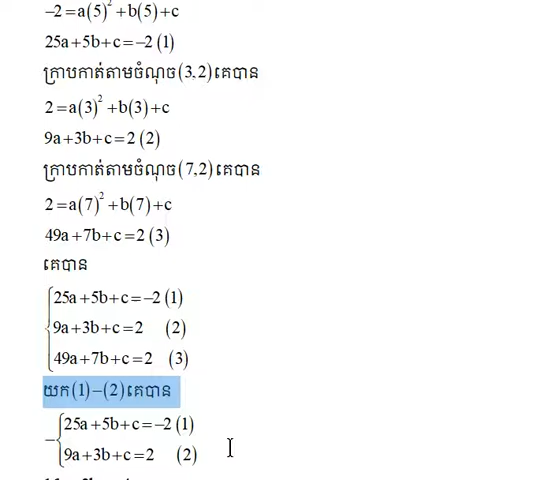 −2=a(5)²+b(5)+c
25a+5b+c=−2 (1)
ក្រាបកាត់តាមចំណុច(3,2)គេបាន
2=a(3)²+b(3)+c
9a+3b+c=2 (2)
ក្រាបកាត់តាមចំណុច(7,2)គេបាន
2=a(7)²+b(7)+c
49a+7b+c=2 (3)
គេបាន
25a+5b+c=−2 (1)
9a+3b+c=2 (2)
49a+7b+c=2 (3)
យក(1)−(2)គេបាន
−{25a+5b+c=−2 (1)
9a+3b+c=2 (2)